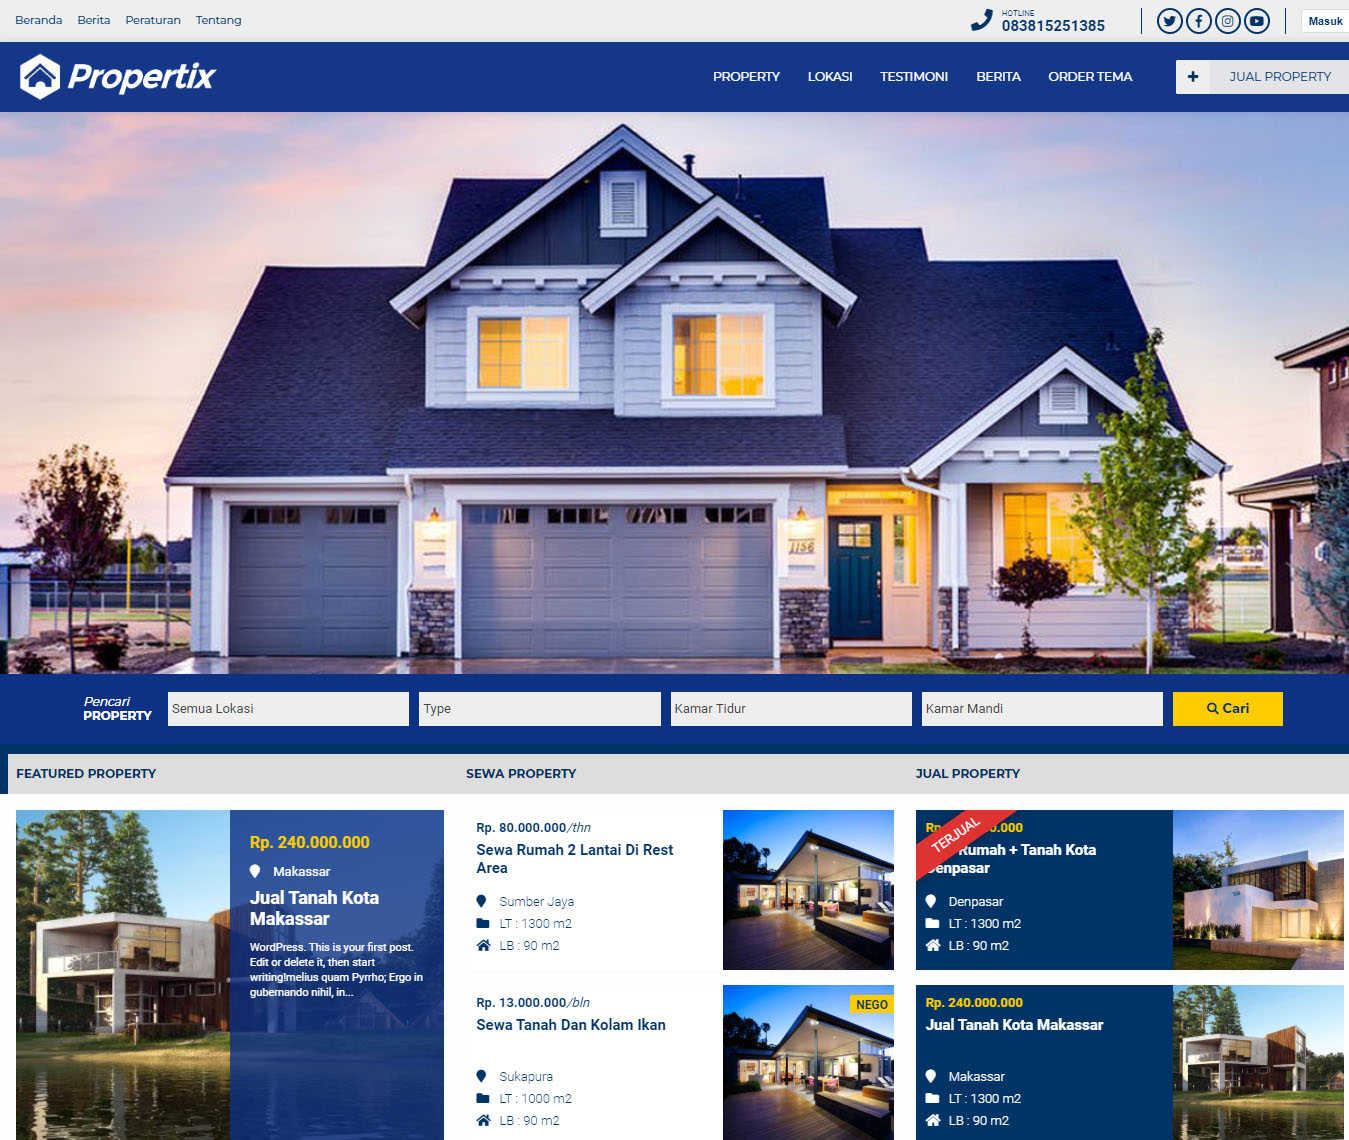 Beranda Berita Peraturan Tentang
HOTLINE
083815251385
Masuk
Propertix
PROPERTY LOKASI TESTIMONI BERITA ORDER TEMA
JUAL PROPERTY
1156
Pencari
PROPERTY
Semua Lokasi
Type
Kamar Tidur
Kamar Mandi
Cari
FEATURED PROPERTY
SEWA PROPERTY
JUAL PROPERTY
Rp. 240.000.000
Makassar
Jual Tanah Kota
Makassar
WordPress. This is your first post.
Edit or delete it, then start
writing!melius quam Pyrrho; Ergo in
gubernando nihil, in...
Rp. 80.000.000/thn
Sewa Rumah 2 Lantai Di Rest
Area
Sumber Jaya
LT : 1300 m2
LB : 90 m2
Rp. 13.000.000/bln
Sewa Tanah Dan Kolam Ikan
NEGO
Sukapura
LT : 1000 m2
LB : 90 m2
TERJUAL
Rumah + Tanah Kota
Denpasar
Denpasar
LT : 1300 m2
LB : 90 m2
Rp. 240.000.000
Jual Tanah Kota Makassar
Makassar
LT : 1300 m2
LB : 90 m2